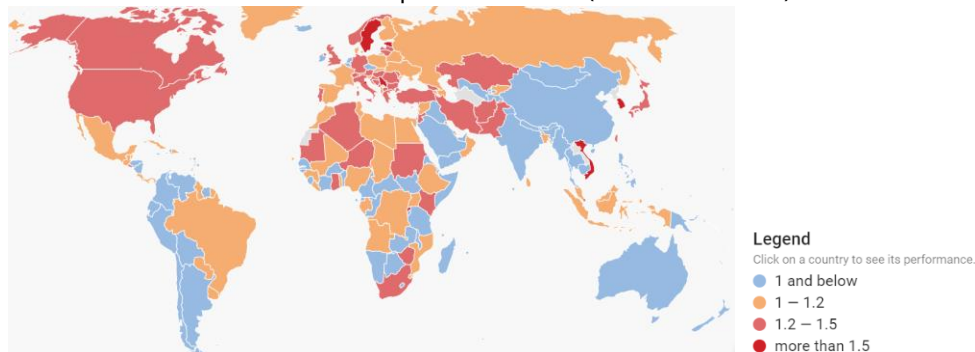 Legend
Click on a country to see its performance.
1 and below
1 — 1.2
1.2 — 1.5
more than 1.5